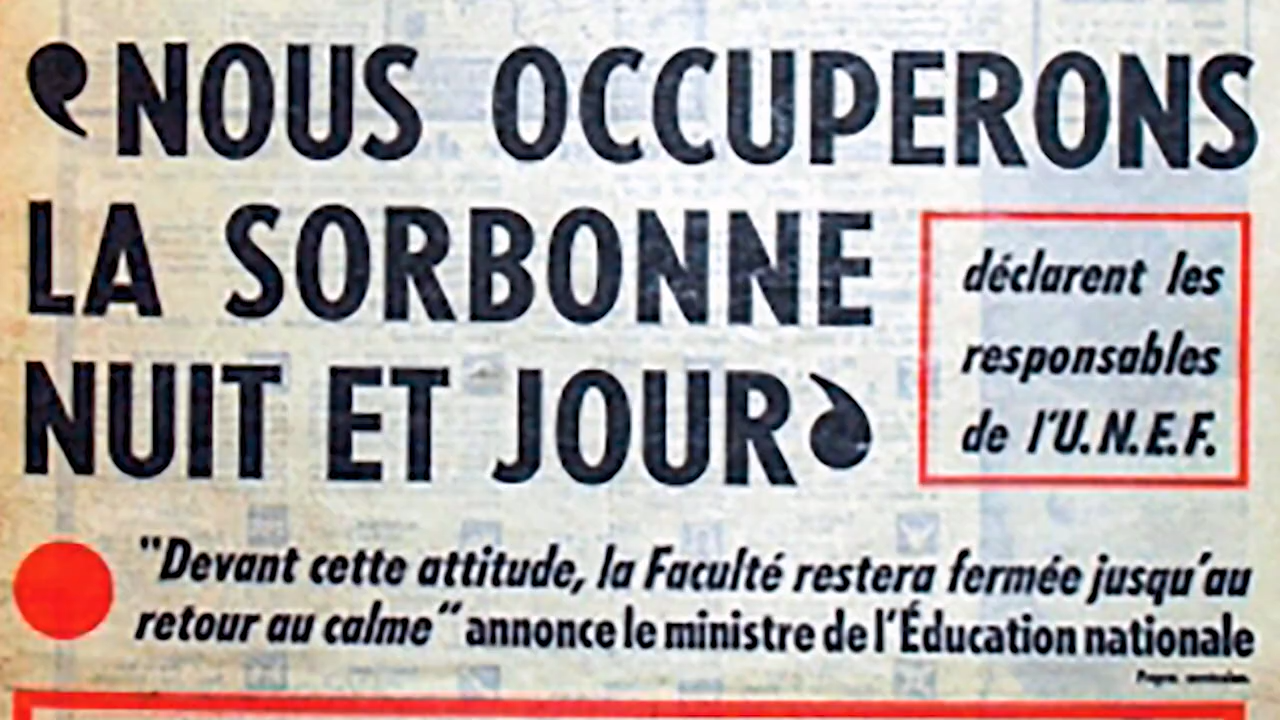 ❛NOUS OCCUPERONS
LA SORBONNE
NUIT ET JOUR❜
déclarent les
responsables
de l'U.N.E.F.
"Devant cette attitude, la Faculté restera fermée jusqu'au
retour au calme" annonce le ministre de l'Éducation nationale